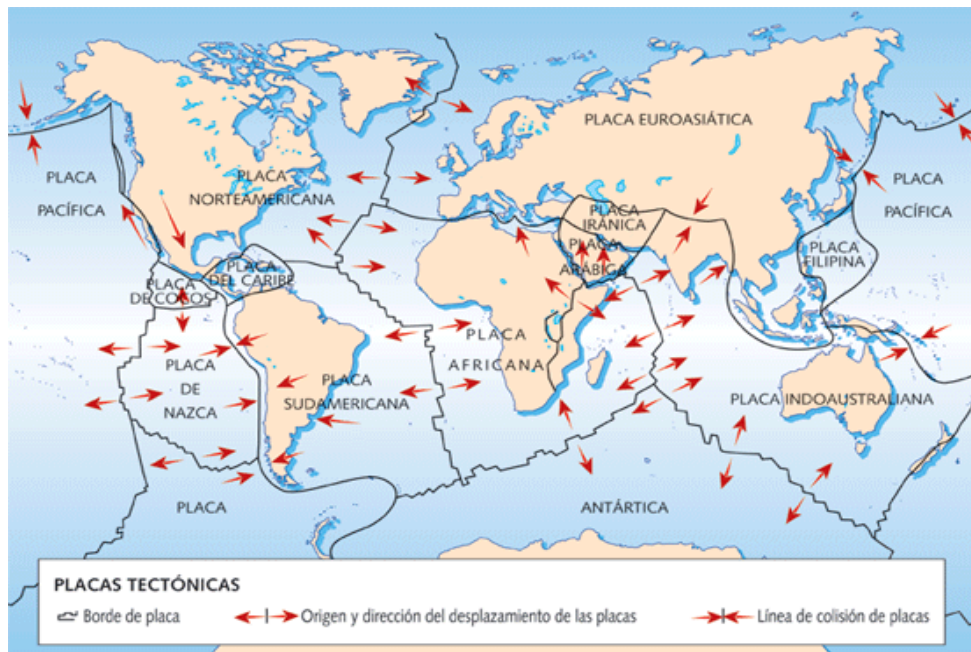 PLACA EUROASIÁTICA
PLACA
NORTEAMERICANA
PLACA
PACÍFICA
PLACA
PACÍFICA
PLACA
IRÁNICA
PLACA
ARÁBIGA
PLACA
FILIPINA
PLACA
DEL CARIBE
PLACA
DE COCOS
PLACA
AFRICANA
PLACA
DE
NAZCA
PLACA
SUDAMERICANA
PLACA INDOAUSTRALIANA
PLACA
ANTÁRTICA
PLACAS TECTÓNICAS
Borde de placa
Origen y dirección del desplazamiento de las placas
Línea de colisión de placas